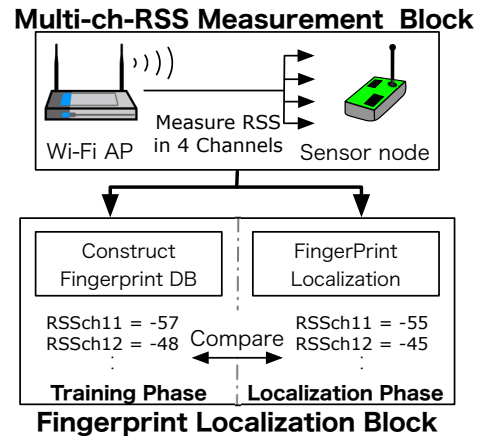 Multi-ch-RSS Measurement Block
Measure RSS
in 4 Channels
Wi-Fi AP
Sensor node
Construct
Fingerprint DB
FingerPrint
Localization
RSSch11 = -57
RSSch12 = -48
:
Compare
RSSch11 = -55
RSSch12 = -45
:
Training Phase
Localization Phase
Fingerprint Localization Block